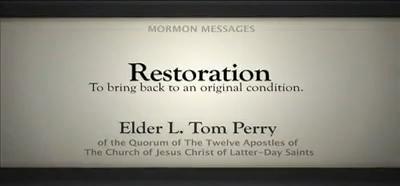 MORMON MESSAGES
Restoration
To bring back to an original condition.
Elder L. Tom Perry
of the Quorum of The Twelve Apostles of
The Church of Jesus Christ of Latter-Day Saints